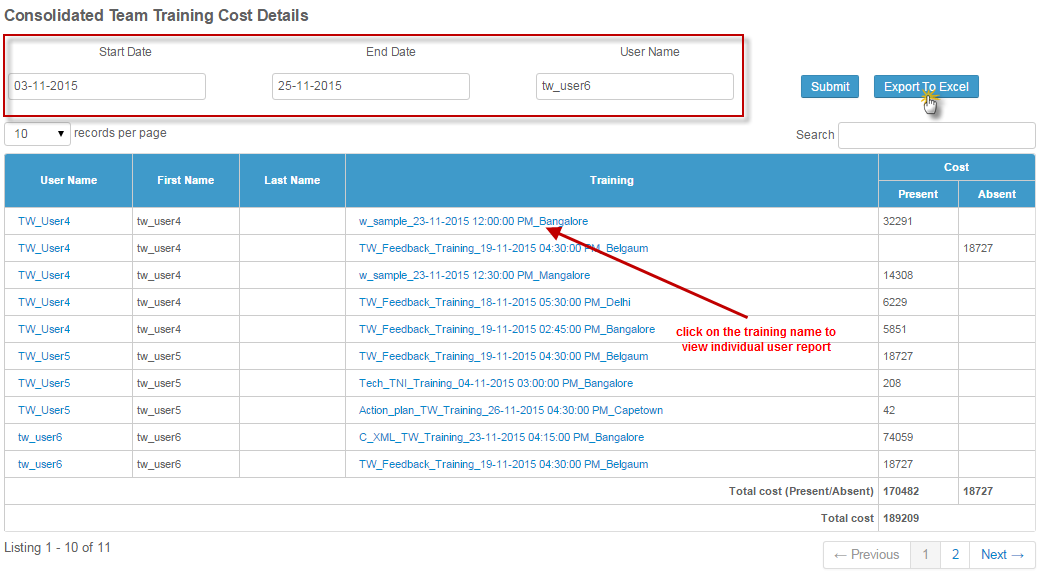 Consolidated Team Training Cost Details
Start Date End Date User Name
03-11-2015 25-11-2015 tw_user6 Submit Export To Excel
10 records per page Search
User Name First Name Last Name Training Cost
Present Absent
TW_User4 tw_user4 w_sample_23-11-2015 12:00:00 PM_Bangalore 32291
TW_User4 tw_user4 TW_Feedback_Training_19-11-2015 04:30:00 PM_Belgaum 18727
TW_User4 tw_user4 w_sample_23-11-2015 12:30:00 PM_Mangalore 14308
TW_User4 tw_user4 TW_Feedback_Training_18-11-2015 05:30:00 PM_Delhi 6229
TW_User4 tw_user4 TW_Feedback_Training_19-11-2015 02:45:00 PM_Bangalore 5851
click on the training name to
view individual user report
TW_User5 tw_user5 TW_Feedback_Training_19-11-2015 04:30:00 PM_Belgaum 18727
TW_User5 tw_user5 Tech_TNI_Training_04-11-2015 03:00:00 PM_Bangalore 208
TW_User5 tw_user5 Action_plan_TW_Training_26-11-2015 04:30:00 PM_Capetown 42
tw_user6 tw_user6 C_XML_TW_Training_23-11-2015 04:15:00 PM_Bangalore 74059
tw_user6 tw_user6 TW_Feedback_Training_19-11-2015 04:30:00 PM_Belgaum 18727
Total cost (Present/Absent) 170482 18727
Total cost 189209
Listing 1 - 10 of 11 ← Previous 1 2 Next →